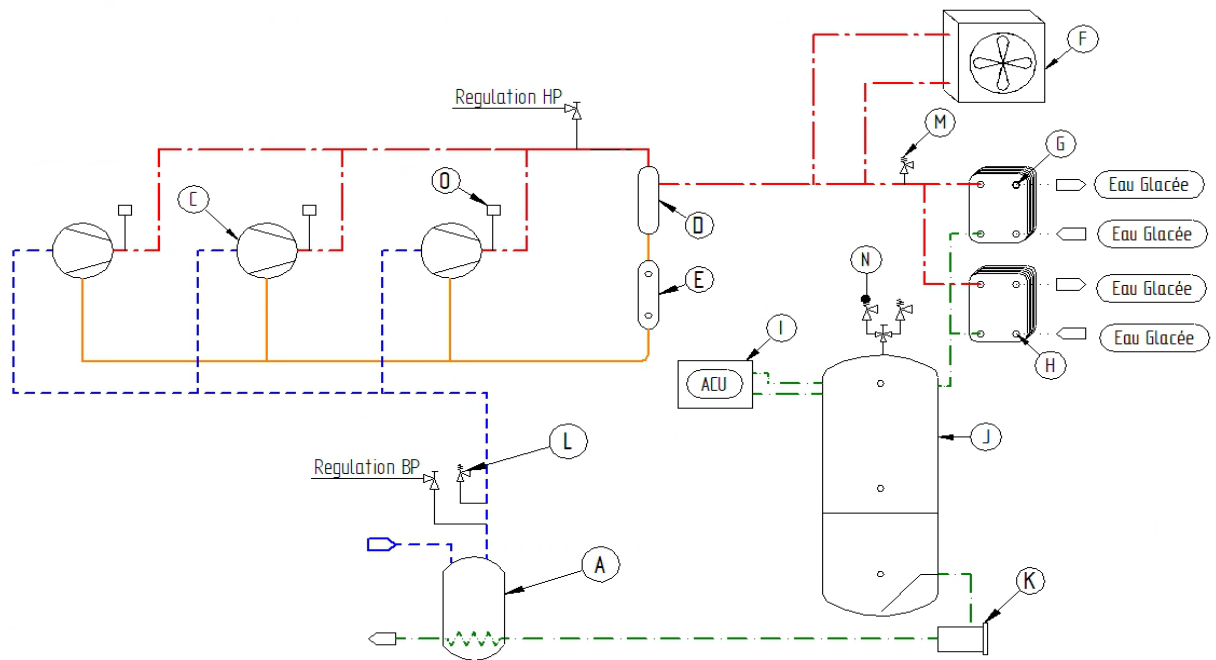 F
Regulation HP
M
G
O
Eau Glacée
C
D
Eau Glacée
N
E
Eau Glacée
I
Eau Glacée
H
ACU
J
L
Regulation BP
A
K